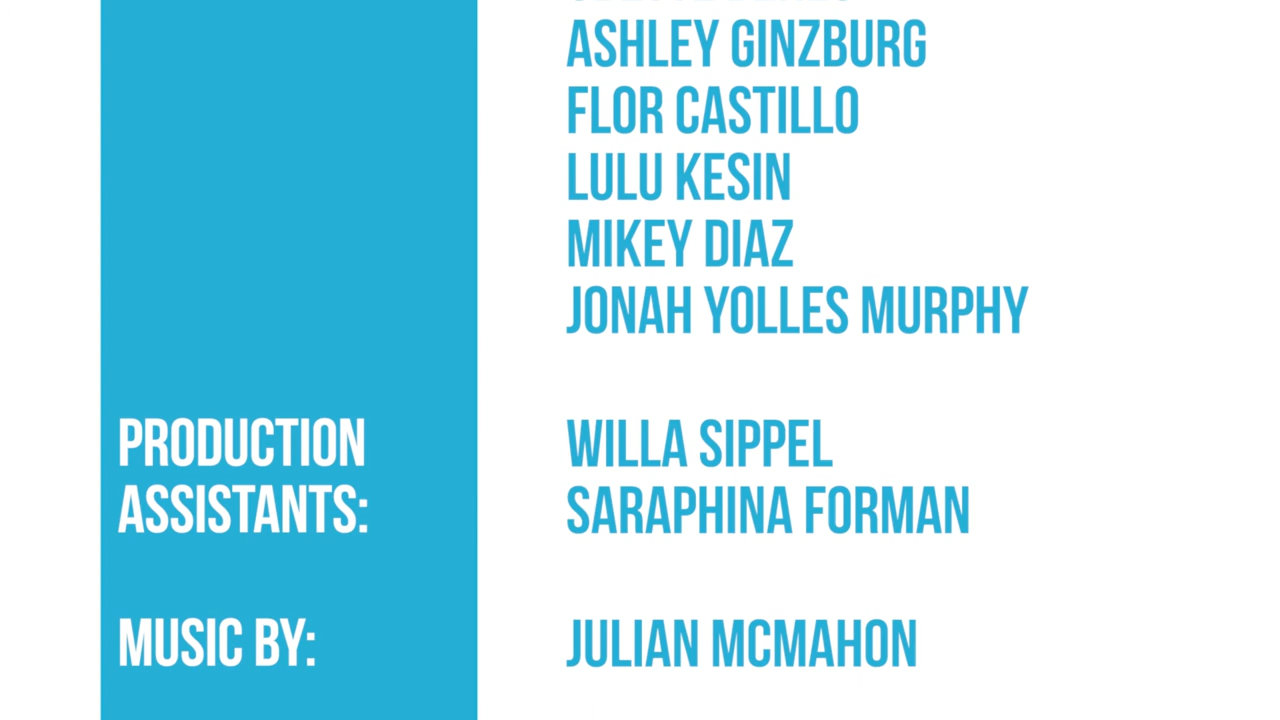 ASHLEY GINZBURG
FLOR CASTILLO
LULU KESIN
MIKEY DIAZ
JONAH YOLLES MURPHY
PRODUCTION ASSISTANTS:
WILLA SIPPEL
SARAPHINA FORMAN
MUSIC BY:
JULIAN MCMAHON